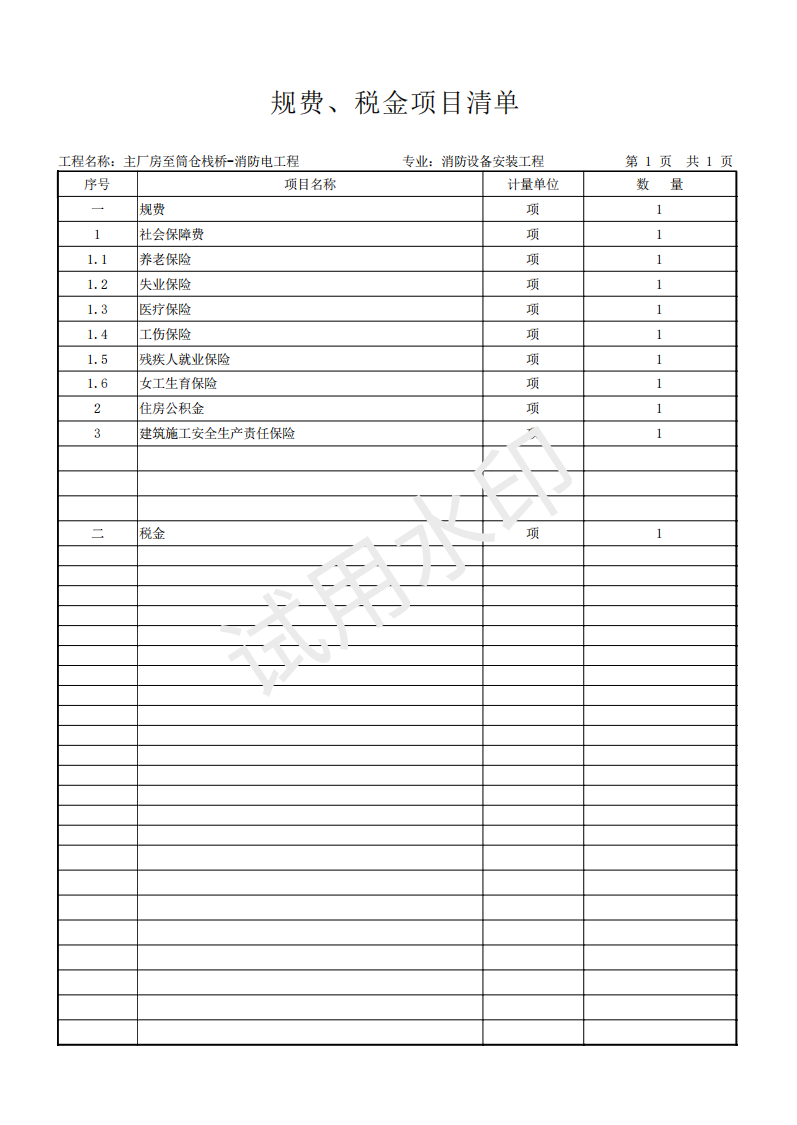 规费、税金项目清单
工程名称：主厂房至筒仓栈桥-消防电工程 专业：消防设备安装工程 第 1 页 共 1 页
序号 项目名称 计量单位 数 量
一 规费 项 1
1 社会保障费 项 1
1.1 养老保险 项 1
1.2 失业保险 项 1
1.3 医疗保险 项 1
1.4 工伤保险 项 1
1.5 残疾人就业保险 项 1
1.6 女工生育保险 项 1
2 住房公积金 项 1
3 建筑施工安全生产责任保险 项 1
二 税金 项 1
试用水印